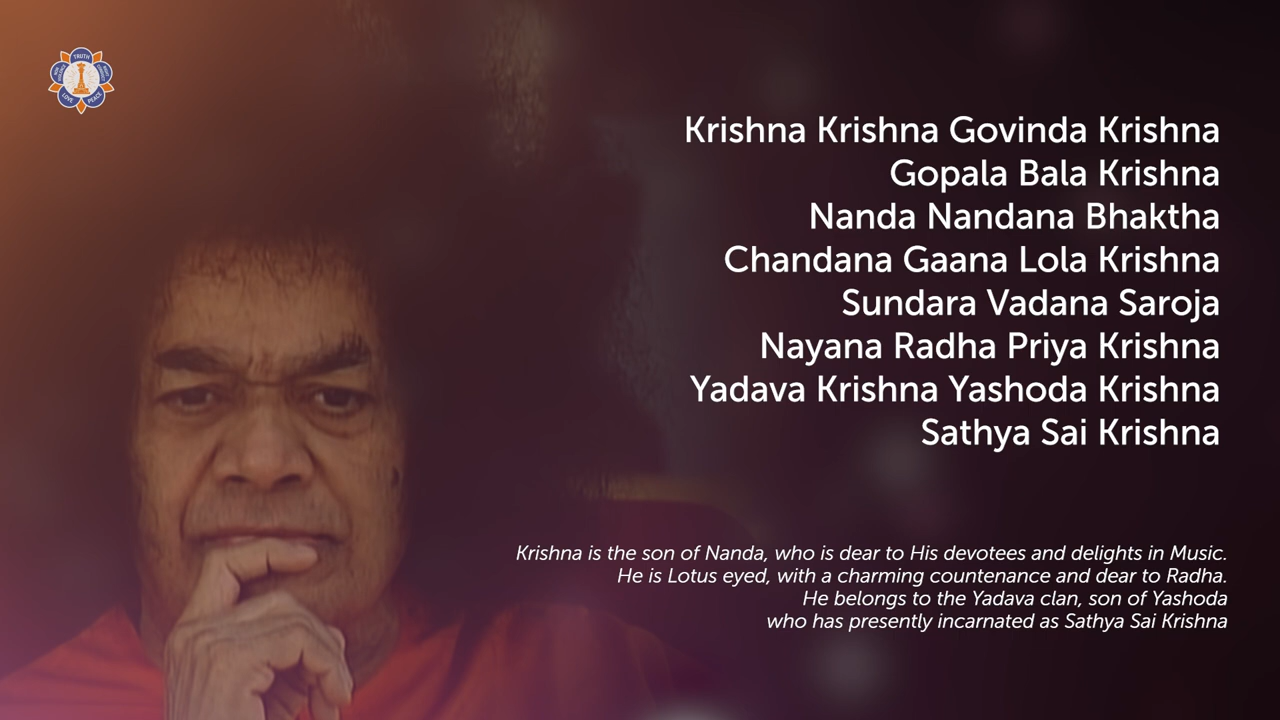 TRUTH
LOVE
PEACE
Krishna Krishna Govinda Krishna
Gopala Bala Krishna
Nanda Nandana Bhaktha
Chandana Gaana Lola Krishna
Sundara Vadana Saroja
Nayana Radha Priya Krishna
Yadava Krishna Yashoda Krishna
Sathya Sai Krishna
Krishna is the son of Nanda, who is dear to His devotees and delights in Music.
He is Lotus eyed, with a charming countenance and dear to Radha.
He belongs to the Yadava clan, son of Yashoda
who has presently incarnated as Sathya Sai Krishna